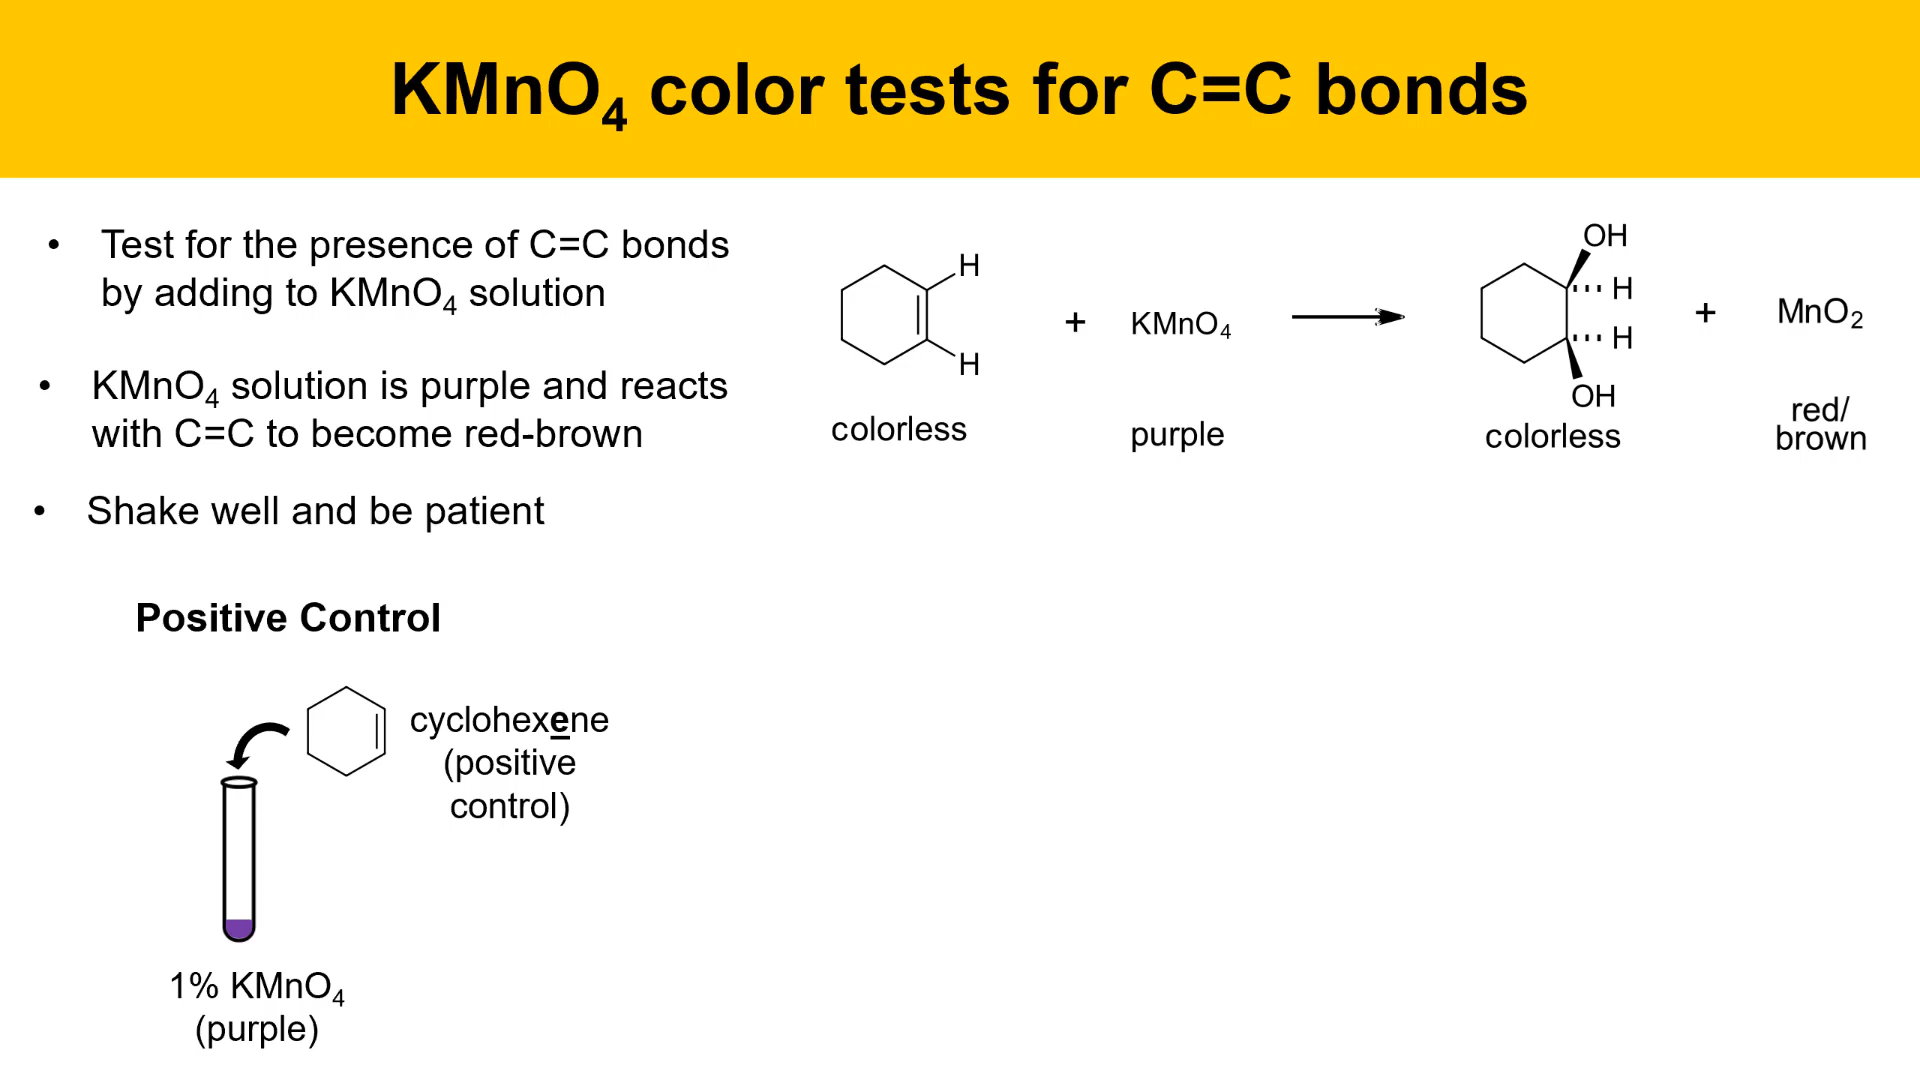 KMnO₄ color tests for C=C bonds
• Test for the presence of C=C bonds
by adding to KMnO₄ solution
• KMnO₄ solution is purple and reacts
with C=C to become red-brown
• Shake well and be patient
H
H
colorless
+
KMnO₄
purple
OH
H
H
OH
colorless
+
MnO₂
red/
brown
Positive Control
cyclohexene
(positive
control)
1% KMnO₄
(purple)